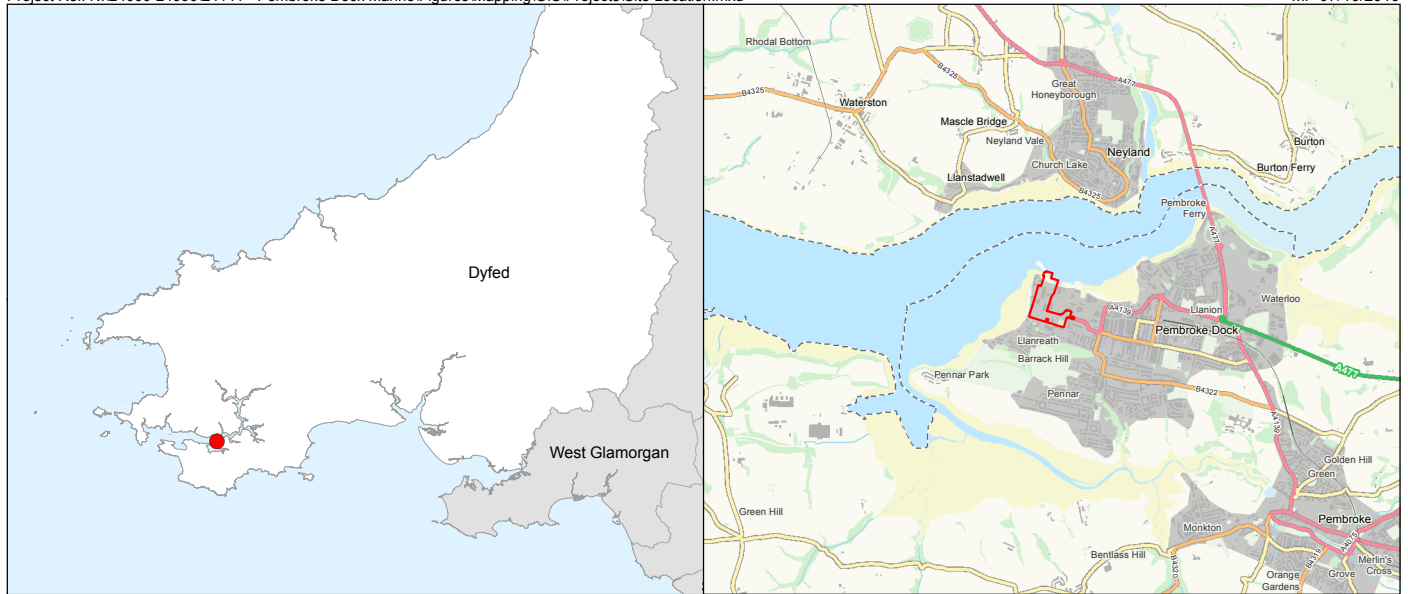 Dyfed
West Glamorgan
Rhodal Bottom
B4325
A477
Great
Honeyborough
B4325
Waterston
Mascle Bridge
Neyland Vale
Neyland
Burton
Church Lake
Burton Ferry
Llanstadwell
B4325
Pembroke
Ferry
A477
Waterloo
A4139
Llanion
Pembroke Dock
Llanreath
Barrack Hill
A477
Pennar Park
Pennar
B4322
A4139
Golden Hill
Green
Green Hill
Monkton
Pembroke
A4075
Bentlass Hill
B4320
B4319
Merlin's
Cross
Orange
Gardens
Grove